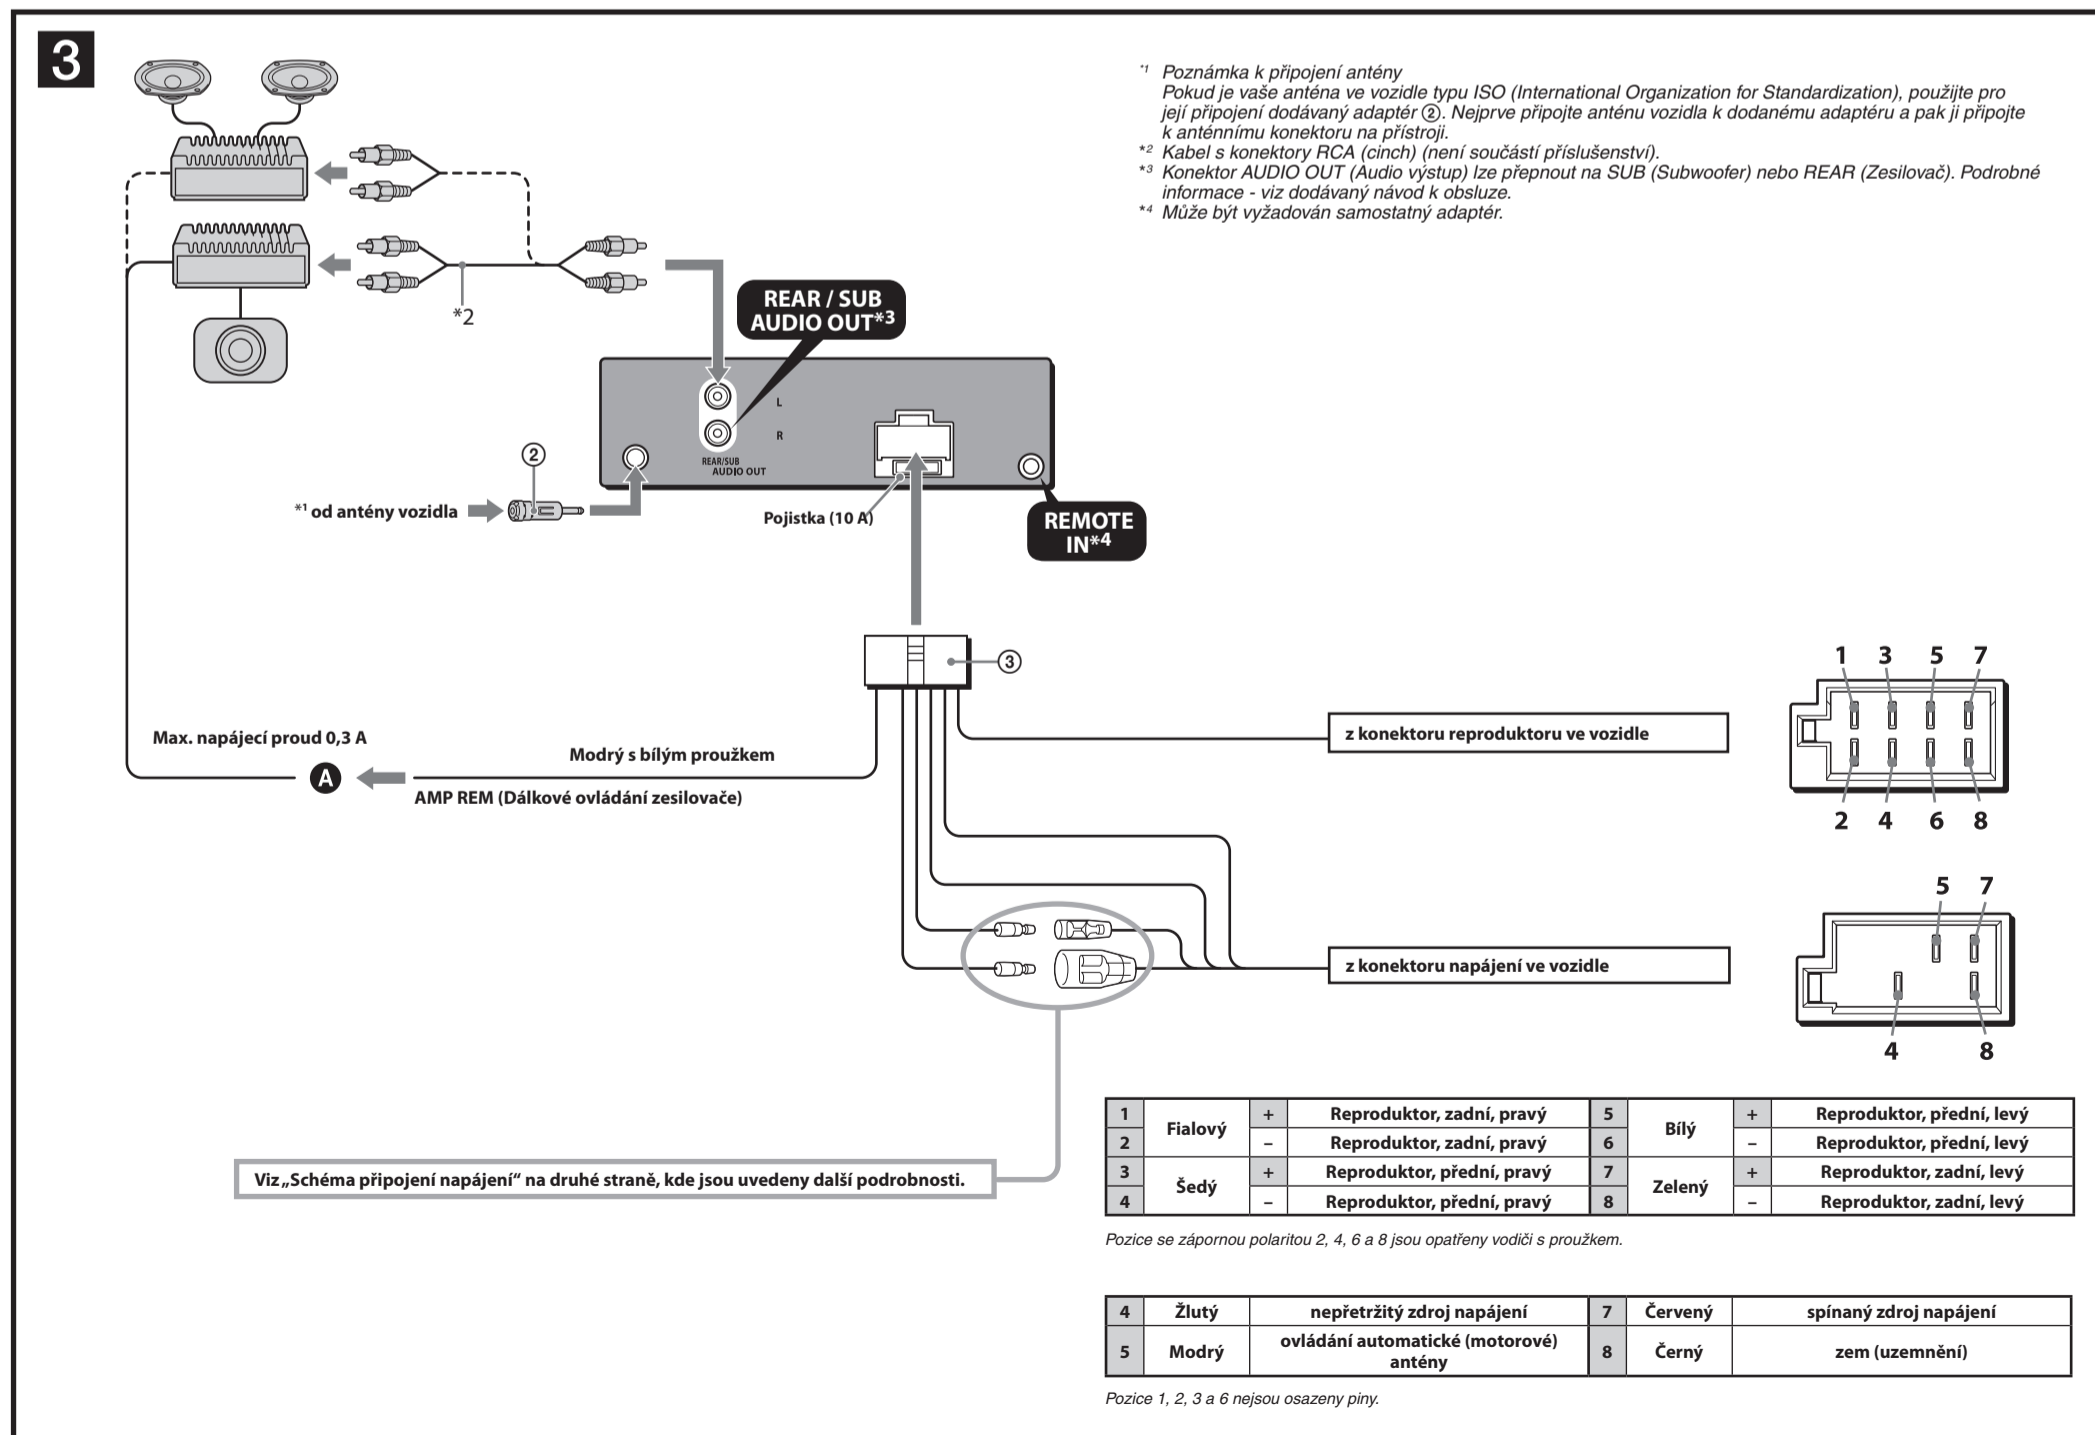 3
*1 Poznámka k připojení antény
Pokud je vaše anténa ve vozidle typu ISO (International Organization for Standardization), použijte pro
její připojení dodávaný adaptér ②. Nejprve připojte anténu vozidla k dodanému adaptéru a pak ji připojte
k anténnímu konektoru na přístroji.
*2 Kabel s konektory RCA (cinch) (není součástí příslušenství).
*3 Konektor AUDIO OUT (Audio výstup) lze přepnout na SUB (Subwoofer) nebo REAR (Zesilovač). Podrobné
informace - viz dodávaný návod k obsluze.
*4 Může být vyžadován samostatný adaptér.
*2
REAR / SUB
AUDIO OUT*3
L
R
REAR/SUB
AUDIO OUT
②
*1 od antény vozidla
Pojistka (10 A)
REMOTE
IN*4
③
Max. napájecí proud 0,3 A
Modrý s bílým proužkem
A
AMP REM (Dálkové ovládání zesilovače)
z konektoru reproduktoru ve vozidle
1 3 5 7
2 4 6 8
z konektoru napájení ve vozidle
5 7
4 8
Viz „Schéma připojení napájení“ na druhé straně, kde jsou uvedeny další podrobnosti.
1 Fialový + Reproduktor, zadní, pravý 5 Bílý + Reproduktor, přední, levý
2 – Reproduktor, zadní, pravý 6 – Reproduktor, přední, levý
3 Šedý + Reproduktor, přední, pravý 7 Zelený + Reproduktor, zadní, levý
4 – Reproduktor, přední, pravý 8 – Reproduktor, zadní, levý
Pozice se zápornou polaritou 2, 4, 6 a 8 jsou opatřeny vodiči s proužkem.
4 Žlutý nepřetržitý zdroj napájení 7 Červený spínaný zdroj napájení
5 Modrý ovládání automatické (motorové)
antény 8 Černý zem (uzemnění)
Pozice 1, 2, 3 a 6 nejsou osazeny piny.